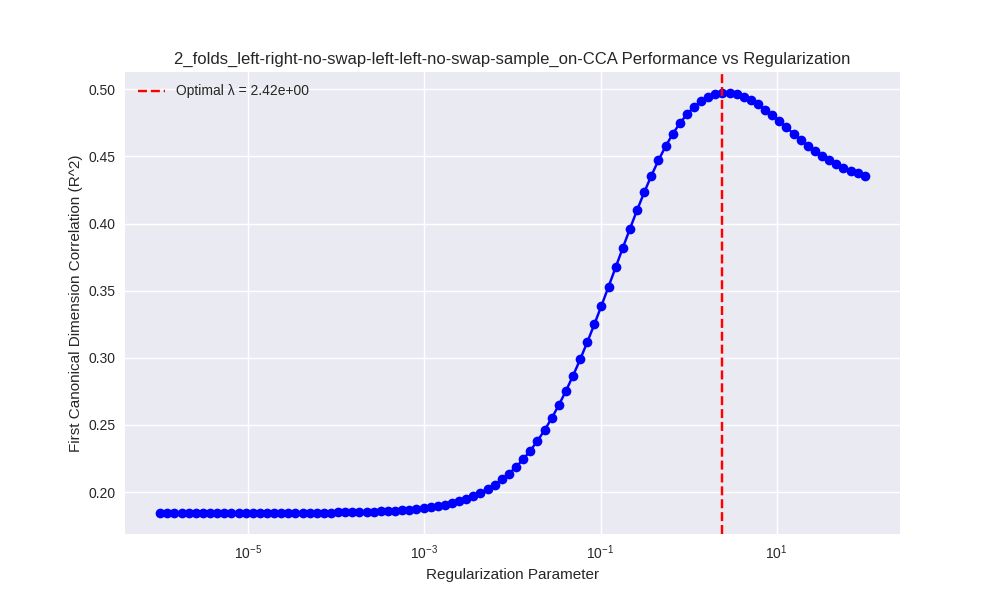 2_folds_left-right-no-swap-left-left-no-swap-sample_on-CCA Performance vs Regularization
Optimal λ = 2.42e+00
First Canonical Dimension Correlation (R^2)
0.50
0.45
0.40
0.35
0.30
0.25
0.20
10⁻⁵ 10⁻³ 10⁻¹ 10¹
Regularization Parameter